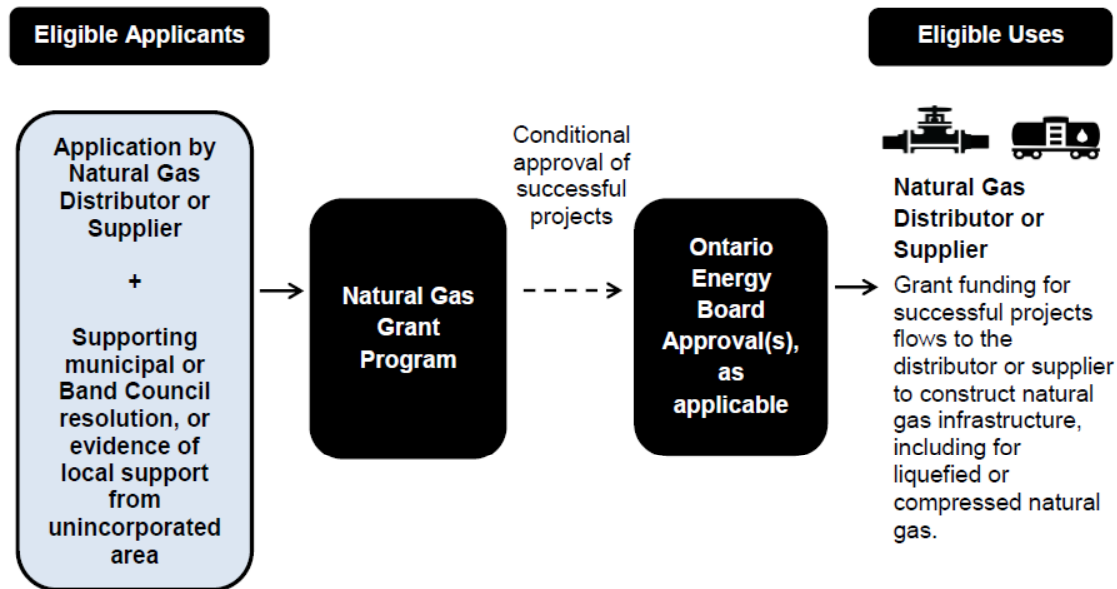 Eligible Applicants
Eligible Uses
Application by
Natural Gas
Distributor or
Supplier
+
Supporting
municipal or
Band Council
resolution, or
evidence of
local support
from
unincorporated
area
Natural Gas
Grant
Program
Conditional
approval of
successful
projects
Ontario
Energy
Board
Approval(s),
as
applicable
Natural Gas
Distributor or
Supplier
Grant funding for
successful projects
flows to the
distributor or supplier
to construct natural
gas infrastructure,
including for
liquefied or
compressed natural
gas.